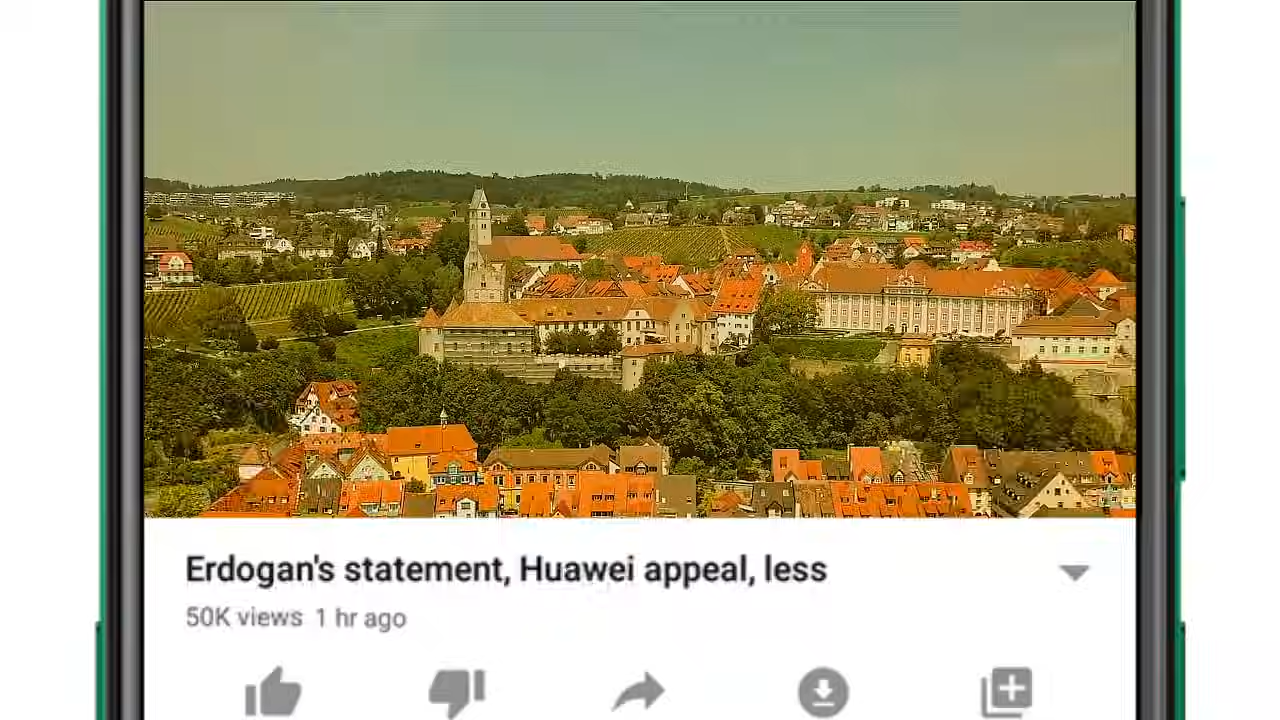 Erdogan's statement, Huawei appeal, less
50K views 1 hr ago